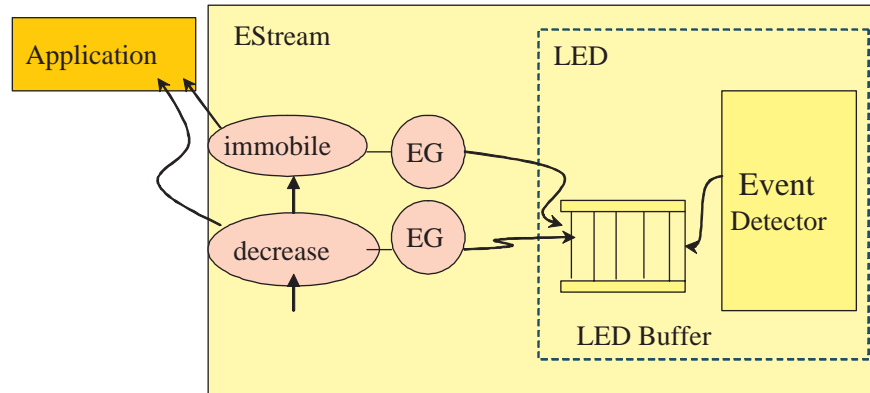 EStream
Application
LED
immobile
EG
Event
Detector
decrease
EG
LED Buffer